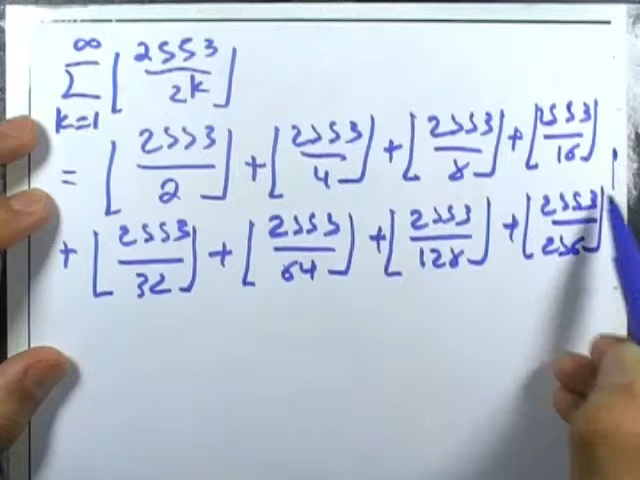 ∞
∑ ⌊ 2553 / 2^k ⌋
k=1
= ⌊ 2553 / 2 ⌋ + ⌊ 2553 / 4 ⌋ + ⌊ 2553 / 8 ⌋ + ⌊ 2553 / 16 ⌋
+ ⌊ 2553 / 32 ⌋ + ⌊ 2553 / 64 ⌋ + ⌊ 2553 / 128 ⌋ + ⌊ 2553 / 256 ⌋